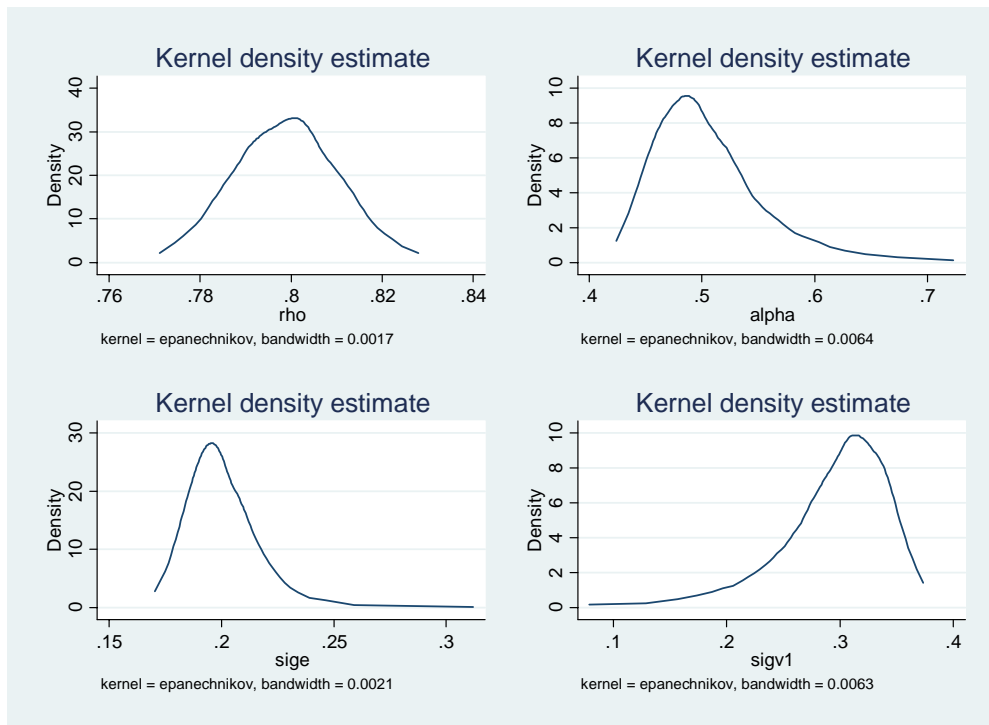 Kernel density estimate
Density
0 10 20 30 40
.76 .78 .8 .82 .84
rho
kernel = epanechnikov, bandwidth = 0.0017
Kernel density estimate
Density
0 2 4 6 8 10
.4 .5 .6 .7
alpha
kernel = epanechnikov, bandwidth = 0.0064
Kernel density estimate
Density
0 10 20 30
.15 .2 .25 .3
sige
kernel = epanechnikov, bandwidth = 0.0021
Kernel density estimate
Density
0 2 4 6 8 10
.1 .2 .3 .4
sigv1
kernel = epanechnikov, bandwidth = 0.0063